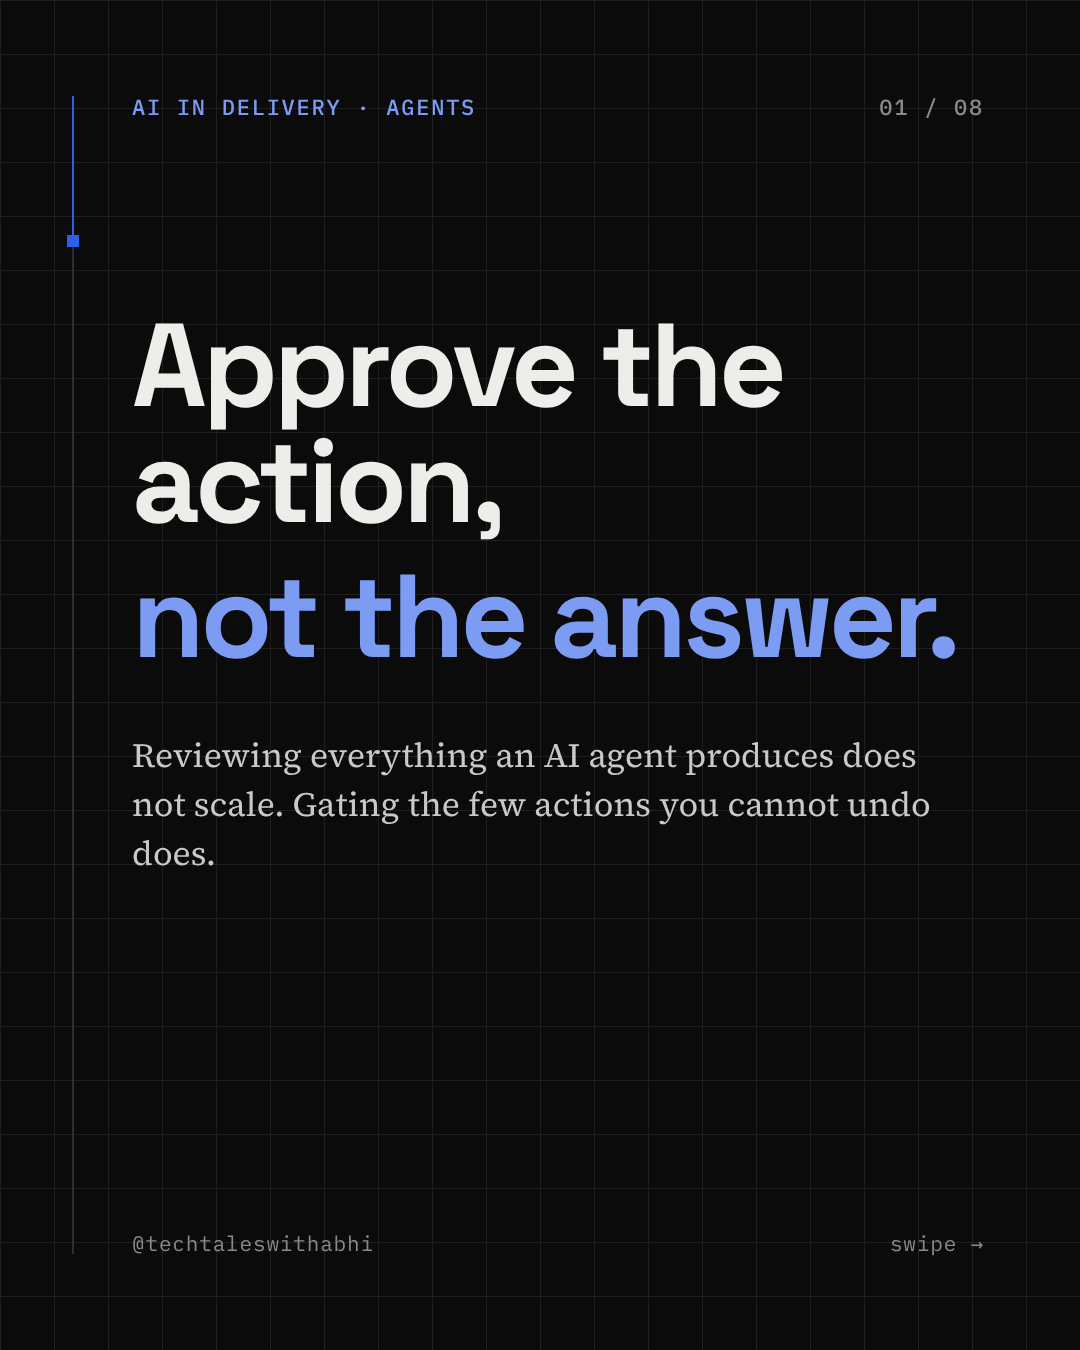 AI IN DELIVERY · AGENTS
01 / 08
Approve the
action,
not the answer.
Reviewing everything an AI agent produces does
not scale. Gating the few actions you cannot undo
does.
@techtaleswithabhi
swipe →